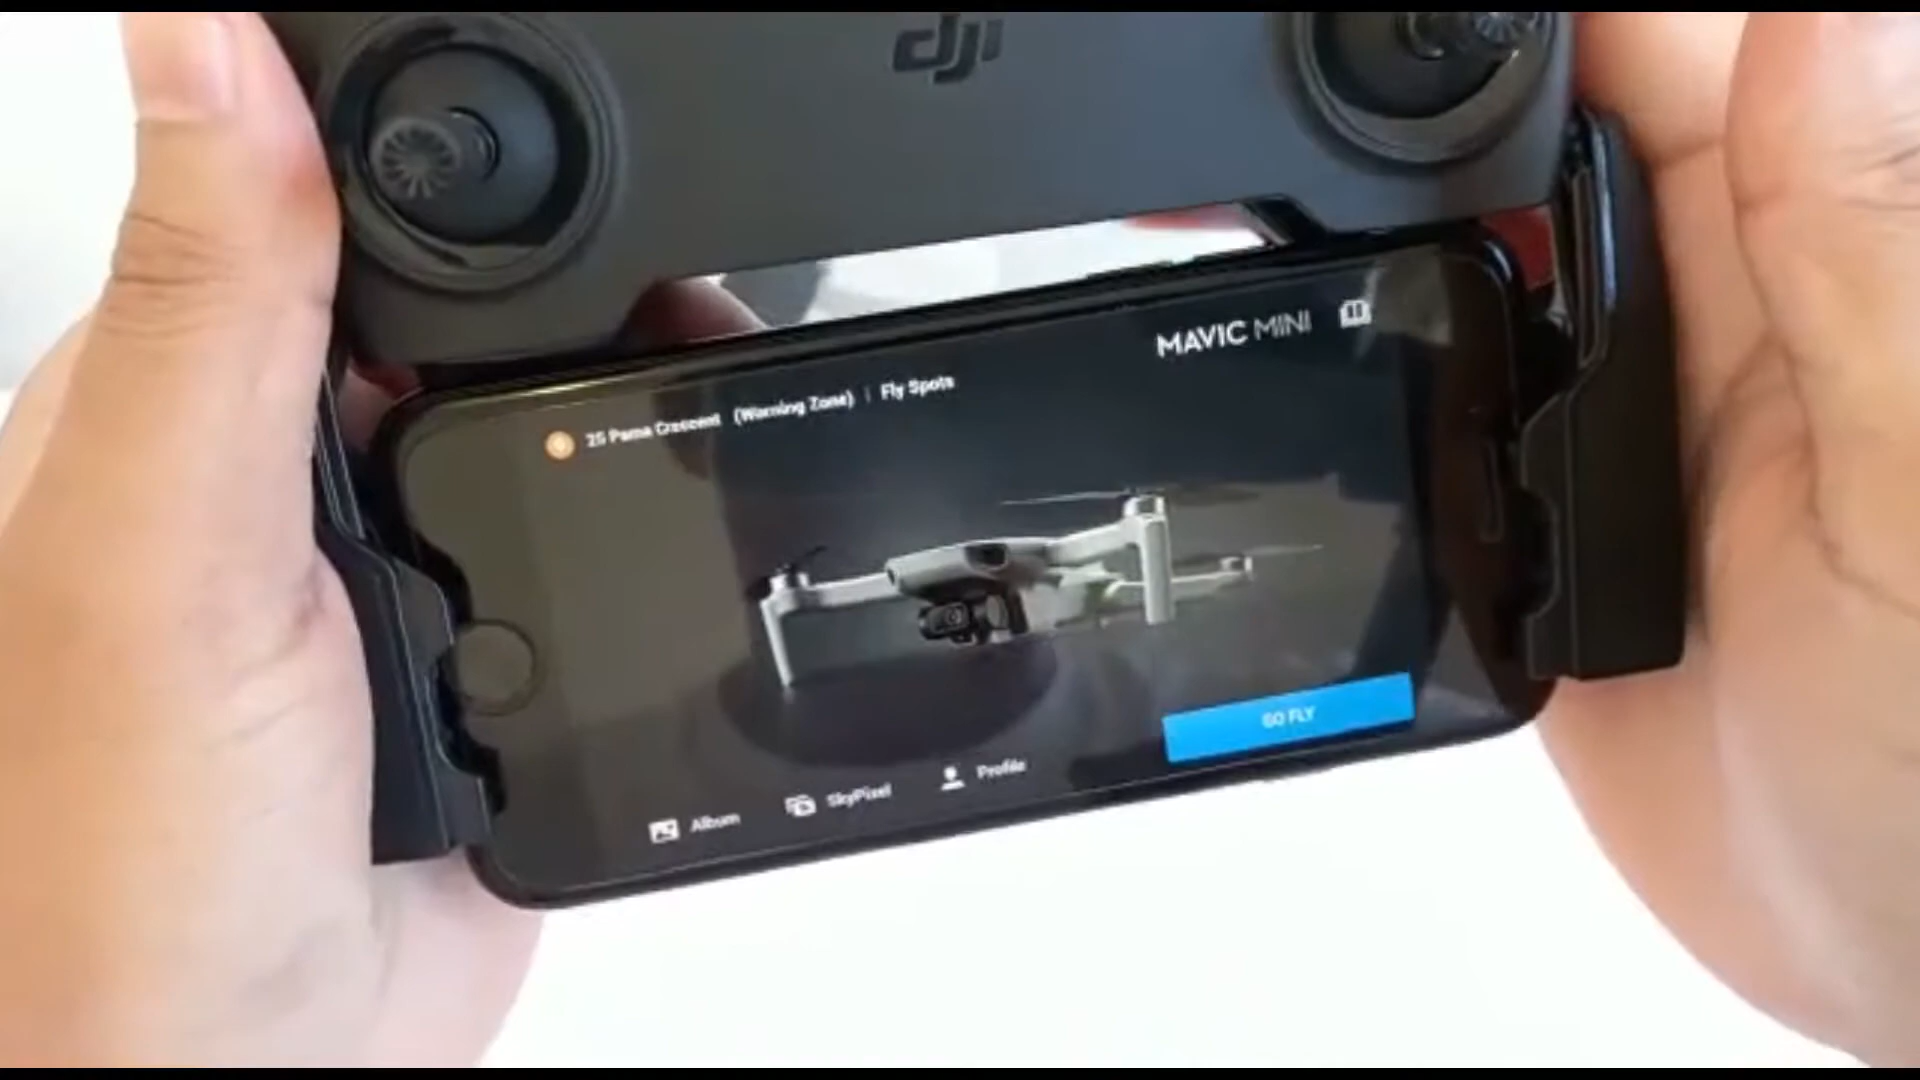 dji
MAVIC MINI
25 Pama Crescent (Warning Zone) | Fly Spots
GO FLY
Album
SkyPixel
Profile